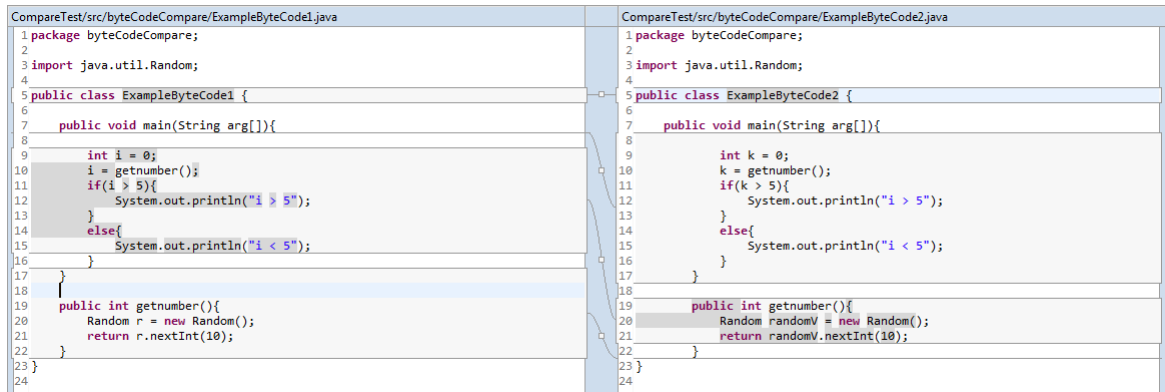 CompareTest/src/byteCodeCompare/ExampleByteCode1.java
1 package byteCodeCompare;
2
3 import java.util.Random;
4
5 public class ExampleByteCode1 {
6
7 public void main(String arg[]){
8
9 int i = 0;
10 i = getnumber();
11 if(i > 5){
12 System.out.println("i > 5");
13 }
14 else{
15 System.out.println("i < 5");
16 }
17 }
18
19 public int getnumber(){
20 Random r = new Random();
21 return r.nextInt(10);
22 }
23 }
24
CompareTest/src/byteCodeCompare/ExampleByteCode2.java
1 package byteCodeCompare;
2
3 import java.util.Random;
4
5 public class ExampleByteCode2 {
6
7 public void main(String arg[]){
8
9 int k = 0;
10 k = getnumber();
11 if(k > 5){
12 System.out.println("i > 5");
13 }
14 else{
15 System.out.println("i < 5");
16 }
17 }
18
19 public int getnumber(){
20 Random randomV = new Random();
21 return randomV.nextInt(10);
22 }
23 }
24